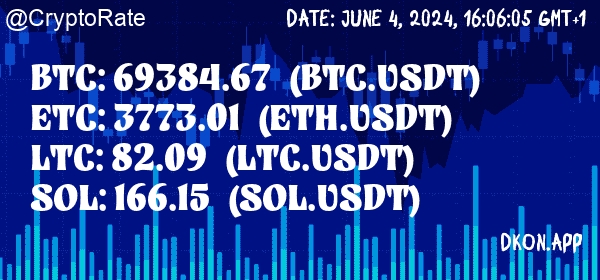 @CryptoRate
DATE: JUNE 4, 2024, 16:06:05 GMT+1
BTC: 69384.67 (BTC.USDT)
ETC: 3773.01 (ETH.USDT)
LTC: 82.09 (LTC.USDT)
SOL: 166.15 (SOL.USDT)
DKON.APP